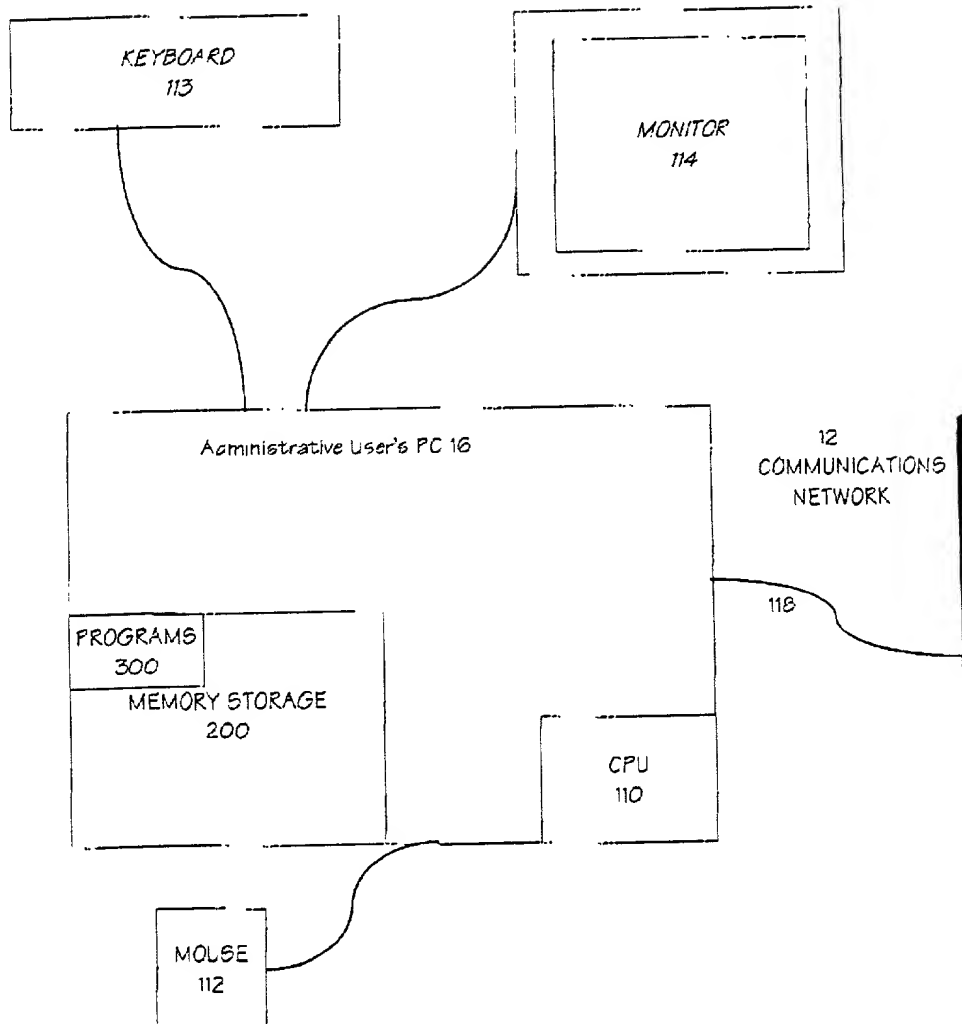 KEYBOARD
113
MONITOR
114
Administrative User's PC 16
12
COMMUNICATIONS
NETWORK
118
PROGRAMS
300
MEMORY STORAGE
200
CPU
110
MOUSE
112